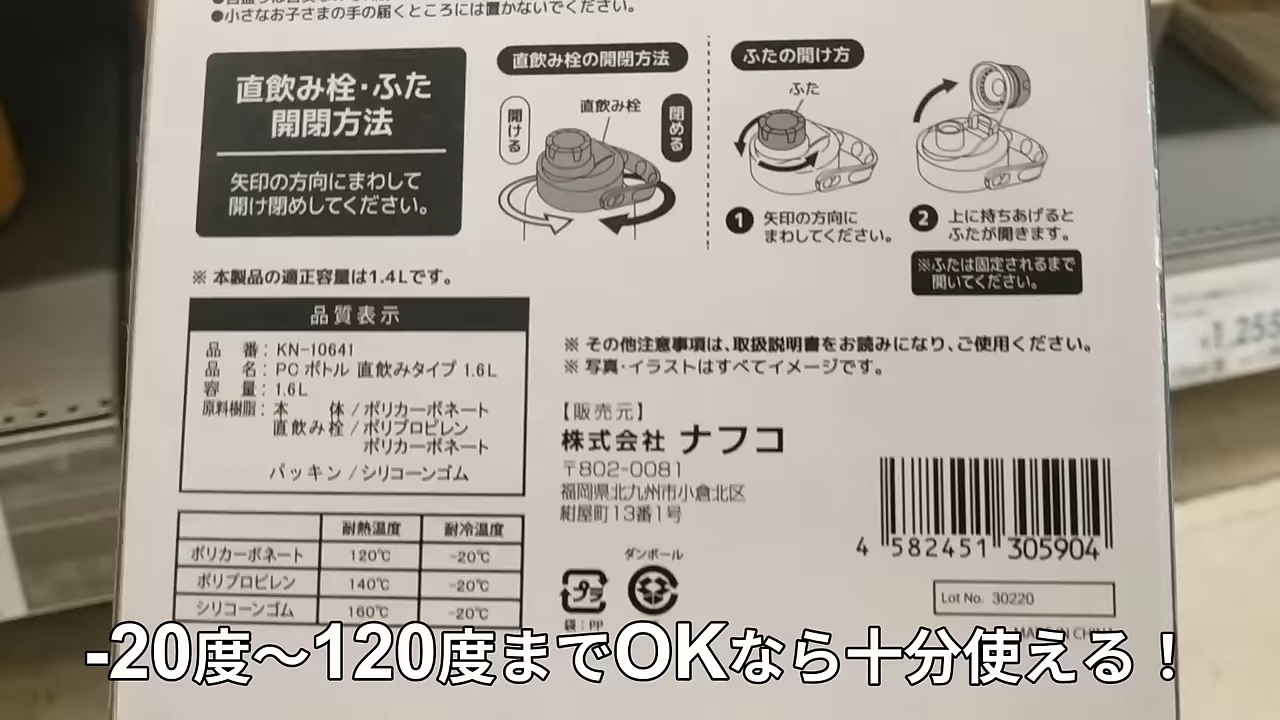 ●小さなお子さまの手の届くところには置かないでください。
直飲み栓・ふた
開閉方法
矢印の方向にまわして
開け閉めしてください。
直飲み栓の開閉方法
開ける
直飲み栓
閉める
ふたの開け方
ふた
1 矢印の方向に
まわしてください。
2 上に持ちあげると
ふたが開きます。
※ふたは固定されるまで
開いてください。
※ 本製品の適正容量は1.4Lです。
品質表示
品 番：KN-10641
品 名：PCボトル 直飲みタイプ 1.6L
容 量：1.6L
原料樹脂：本 体/ポリカーボネート
直飲み栓/ポリプロピレン
ポリカーボネート
パッキン/シリコーンゴム
耐熱温度 耐冷温度
ポリカーボネート 120℃ -20℃
ポリプロピレン 140℃ -20℃
シリコーンゴム 160℃ -20℃
※ その他注意事項は、取扱説明書をお読みになり、ご使用ください。
※ 写真・イラストはすべてイメージです。
【販売元】
株式会社 ナフコ
〒802-0081
福岡県北九州市小倉北区
紺屋町13番1号
ダンボール
プラ
袋：PP
4 582451 305904
Lot No. 30220
MADE IN CHINA
¥1,255
-20度～120度までOKなら十分使える！